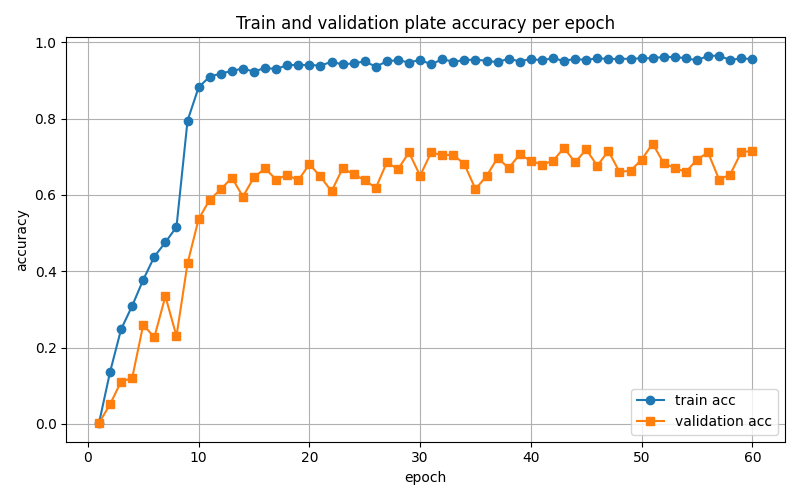 Train and validation plate accuracy per epoch
1.0
0.8
0.6
0.4
0.2
0.0
accuracy
train acc
validation acc
0 10 20 30 40 50 60
epoch